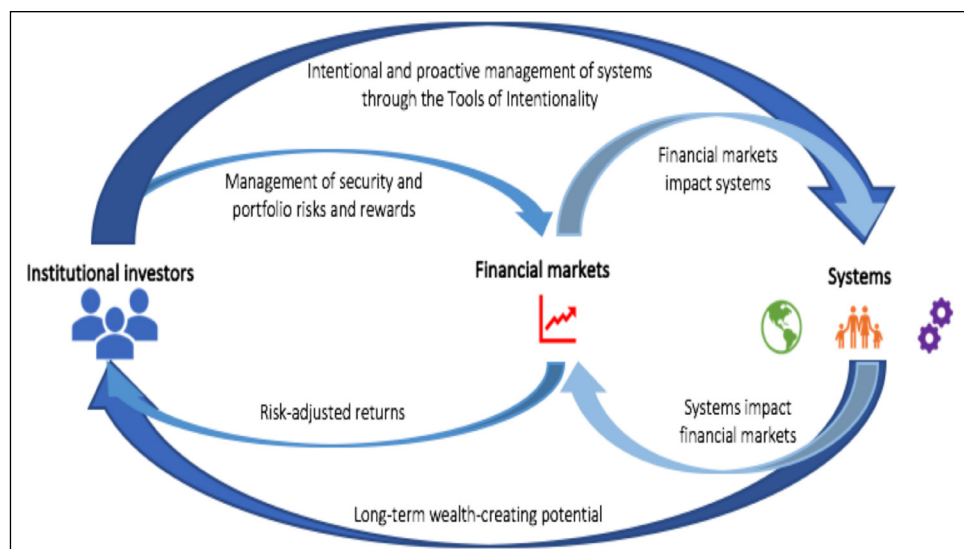 Intentional and proactive management of systems
through the Tools of Intentionality
Financial markets
impact systems
Management of security and
portfolio risks and rewards
Institutional investors
Financial markets
Systems
Risk-adjusted returns
Systems impact
financial markets
Long-term wealth-creating potential